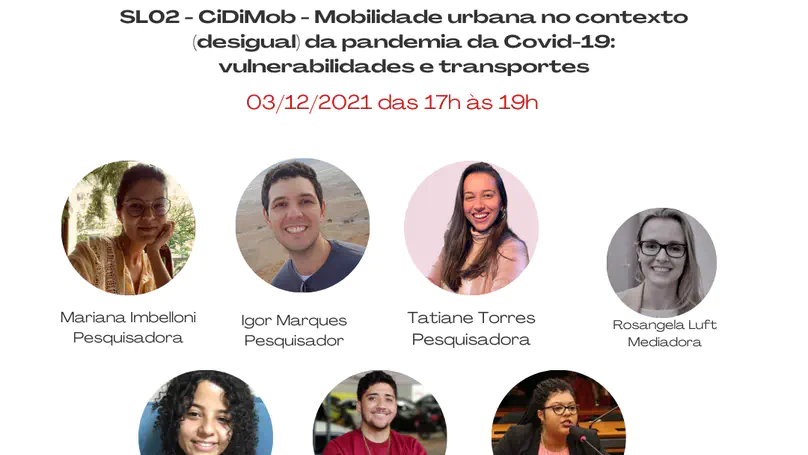 SL02 - CiDiMob - Mobilidade urbana no contexto
(desigual) da pandemia da Covid-19:
vulnerabilidades e transportes
03/12/2021 das 17h às 19h
Mariana Imbelloni
Pesquisadora
Igor Marques
Pesquisador
Tatiane Torres
Pesquisadora
Rosangela Luft
Mediadora